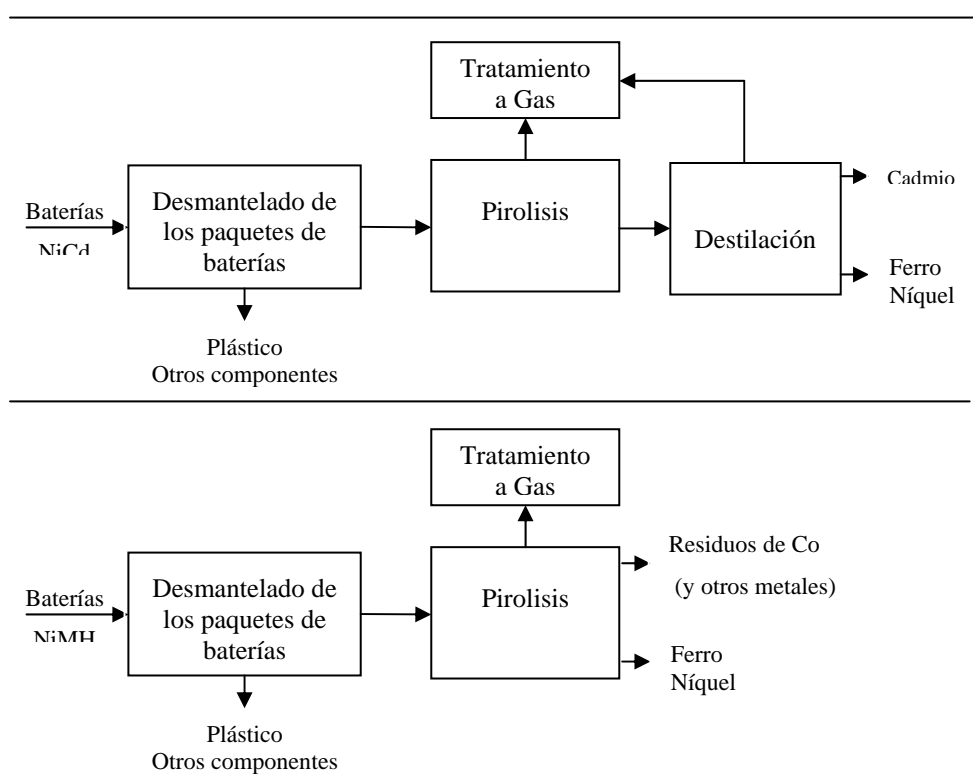 Tratamiento
a Gas
Baterías
NiCd
Desmantelado de
los paquetes de
baterías
Pirolisis
Destilación
Cadmio
Ferro
Níquel
Plástico
Otros componentes
Tratamiento
a Gas
Baterías
NiMH
Desmantelado de
los paquetes de
baterías
Pirolisis
Residuos de Co
(y otros metales)
Ferro
Níquel
Plástico
Otros componentes